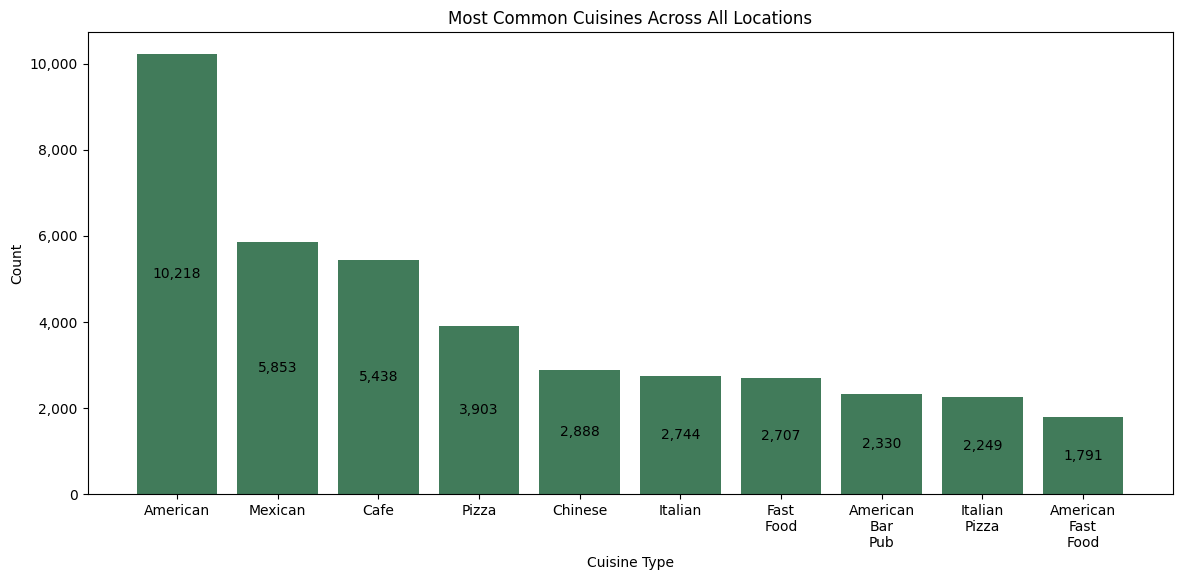 Most Common Cuisines Across All Locations
10,000
8,000
6,000
4,000
2,000
0
Count
10,218
5,853
5,438
3,903
2,888
2,744
2,707
2,330
2,249
1,791
American
Mexican
Cafe
Pizza
Chinese
Italian
Fast
Food
American
Bar
Pub
Italian
Pizza
American
Fast
Food
Cuisine Type